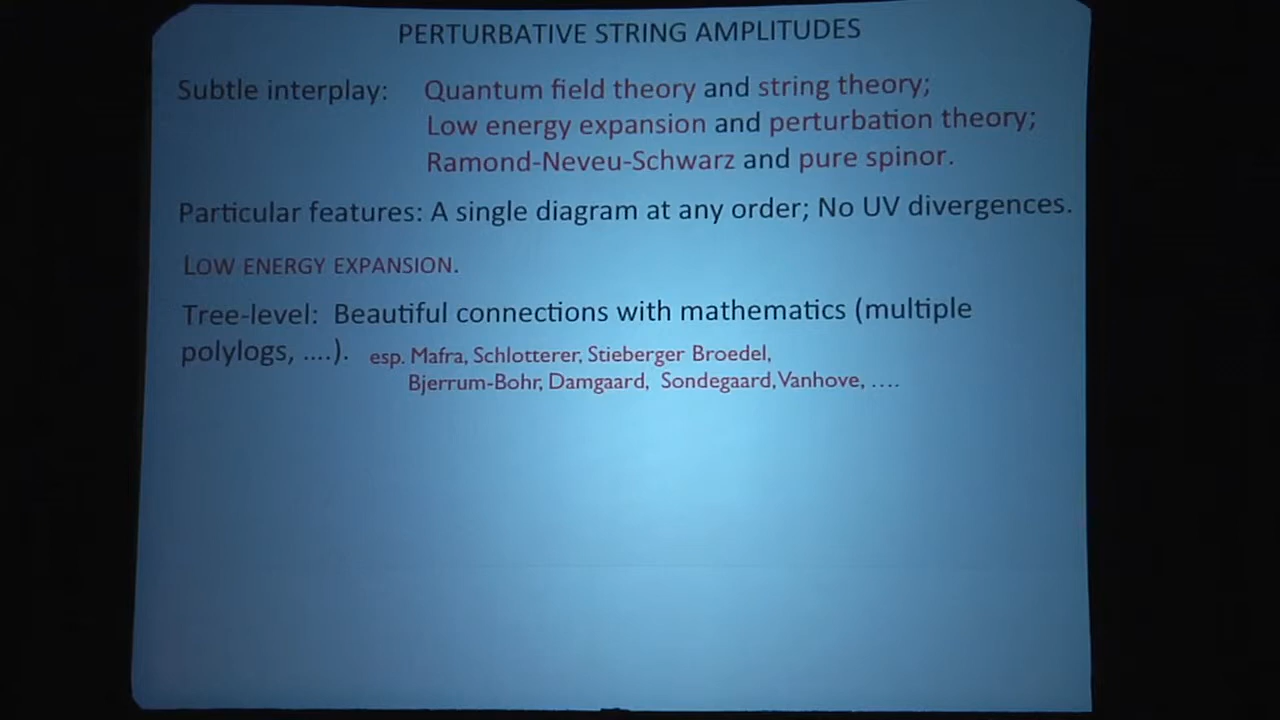 PERTURBATIVE STRING AMPLITUDES
Subtle interplay: Quantum field theory and string theory;
Low energy expansion and perturbation theory;
Ramond-Neveu-Schwarz and pure spinor.
Particular features: A single diagram at any order; No UV divergences.
LOW ENERGY EXPANSION.
Tree-level: Beautiful connections with mathematics (multiple
polylogs, ....). esp. Mafra, Schlotterer, Stieberger Broedel,
Bjerrum-Bohr, Damgaard, Sondegaard,Vanhove, ....